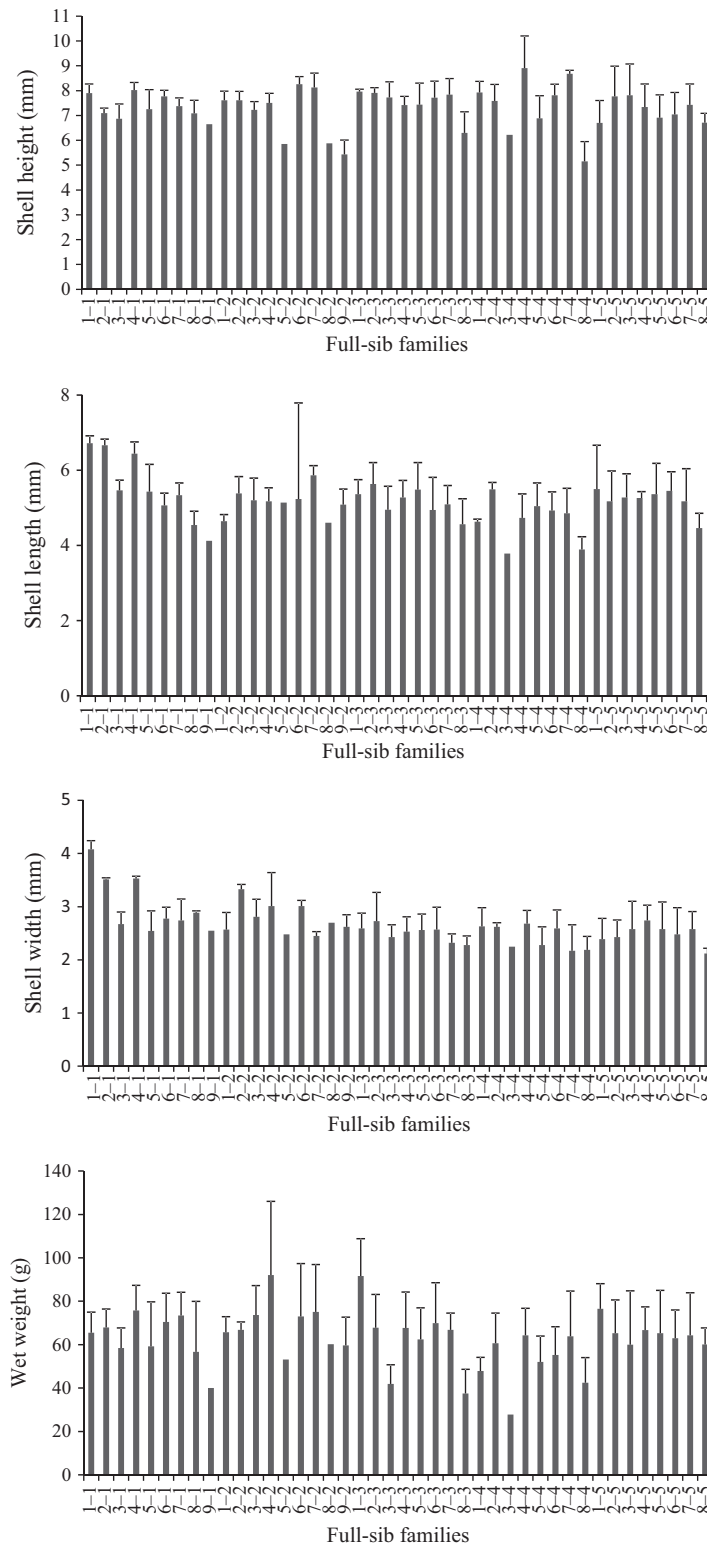 Shell height (mm)
11
10
9
8
7
6
5
4
3
2
1
0
1–1 2–1 3–1 4–1 5–1 6–1 7–1 8–1 9–1 1–2 2–2 3–2 4–2 5–2 6–2 7–2 8–2 9–2 1–3 2–3 3–3 4–3 5–3 6–3 7–3 8–3 1–4 2–4 3–4 4–4 5–4 6–4 7–4 8–4 1–5 2–5 3–5 4–5 5–5 6–5 7–5 8–5
Full-sib families
Shell length (mm)
8
6
4
2
0
1–1 2–1 3–1 4–1 5–1 6–1 7–1 8–1 9–1 1–2 2–2 3–2 4–2 5–2 6–2 7–2 8–2 9–2 1–3 2–3 3–3 4–3 5–3 6–3 7–3 8–3 1–4 2–4 3–4 4–4 5–4 6–4 7–4 8–4 1–5 2–5 3–5 4–5 5–5 6–5 7–5 8–5
Full-sib families
Shell width (mm)
5
4
3
2
1
0
1–1 2–1 3–1 4–1 5–1 6–1 7–1 8–1 9–1 1–2 2–2 3–2 4–2 5–2 6–2 7–2 8–2 9–2 1–3 2–3 3–3 4–3 5–3 6–3 7–3 8–3 1–4 2–4 3–4 4–4 5–4 6–4 7–4 8–4 1–5 2–5 3–5 4–5 5–5 6–5 7–5 8–5
Full-sib families
Wet weight (g)
140
120
100
80
60
40
20
0
1–1 2–1 3–1 4–1 5–1 6–1 7–1 8–1 9–1 1–2 2–2 3–2 4–2 5–2 6–2 7–2 8–2 9–2 1–3 2–3 3–3 4–3 5–3 6–3 7–3 8–3 1–4 2–4 3–4 4–4 5–4 6–4 7–4 8–4 1–5 2–5 3–5 4–5 5–5 6–5 7–5 8–5
Full-sib families